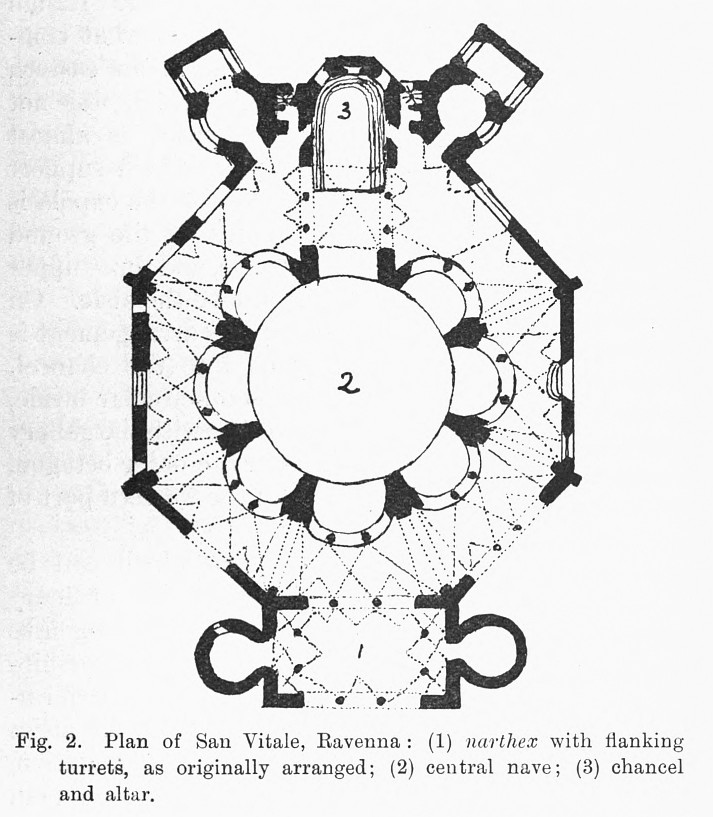 3
2
1
Fig. 2. Plan of San Vitale, Ravenna: (1) narthex with flanking
turrets, as originally arranged; (2) central nave; (3) chancel
and altar.